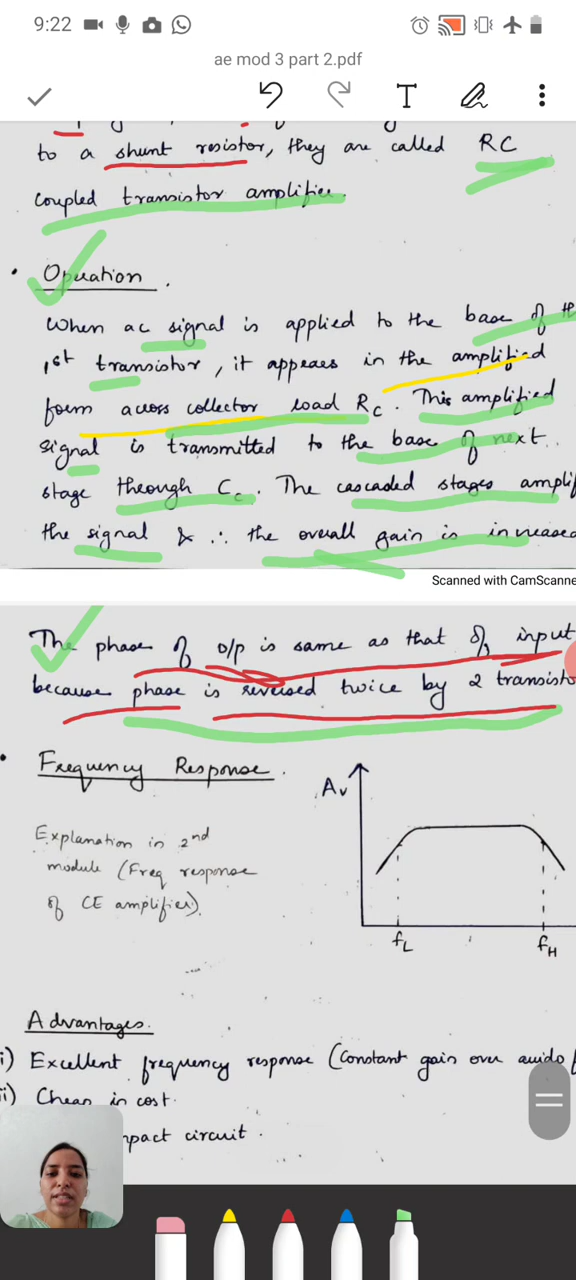 9:22
ae mod 3 part 2.pdf
T
to a shunt resistor, they are called RC
coupled transistor amplifier.
• Operation.
When ac signal is applied to the base of the
1st transistor, it appears in the amplified
form across collector load Rc. This amplified
signal is transmitted to the base of next
stage through Cc. The cascaded stages amplif
the signal & ∴ the overall gain is increased
Scanned with CamScanne
The phase of o/p is same as that of input
because phase is reversed twice by 2 transisto
• Frequency Response.
Av
Explanation in 2nd
module (Freq response
of CE amplifier).
fL fH
Advantages.
i) Excellent frequency response (Constant gain over audio f
ii) Cheap in cost.
mpact circuit.